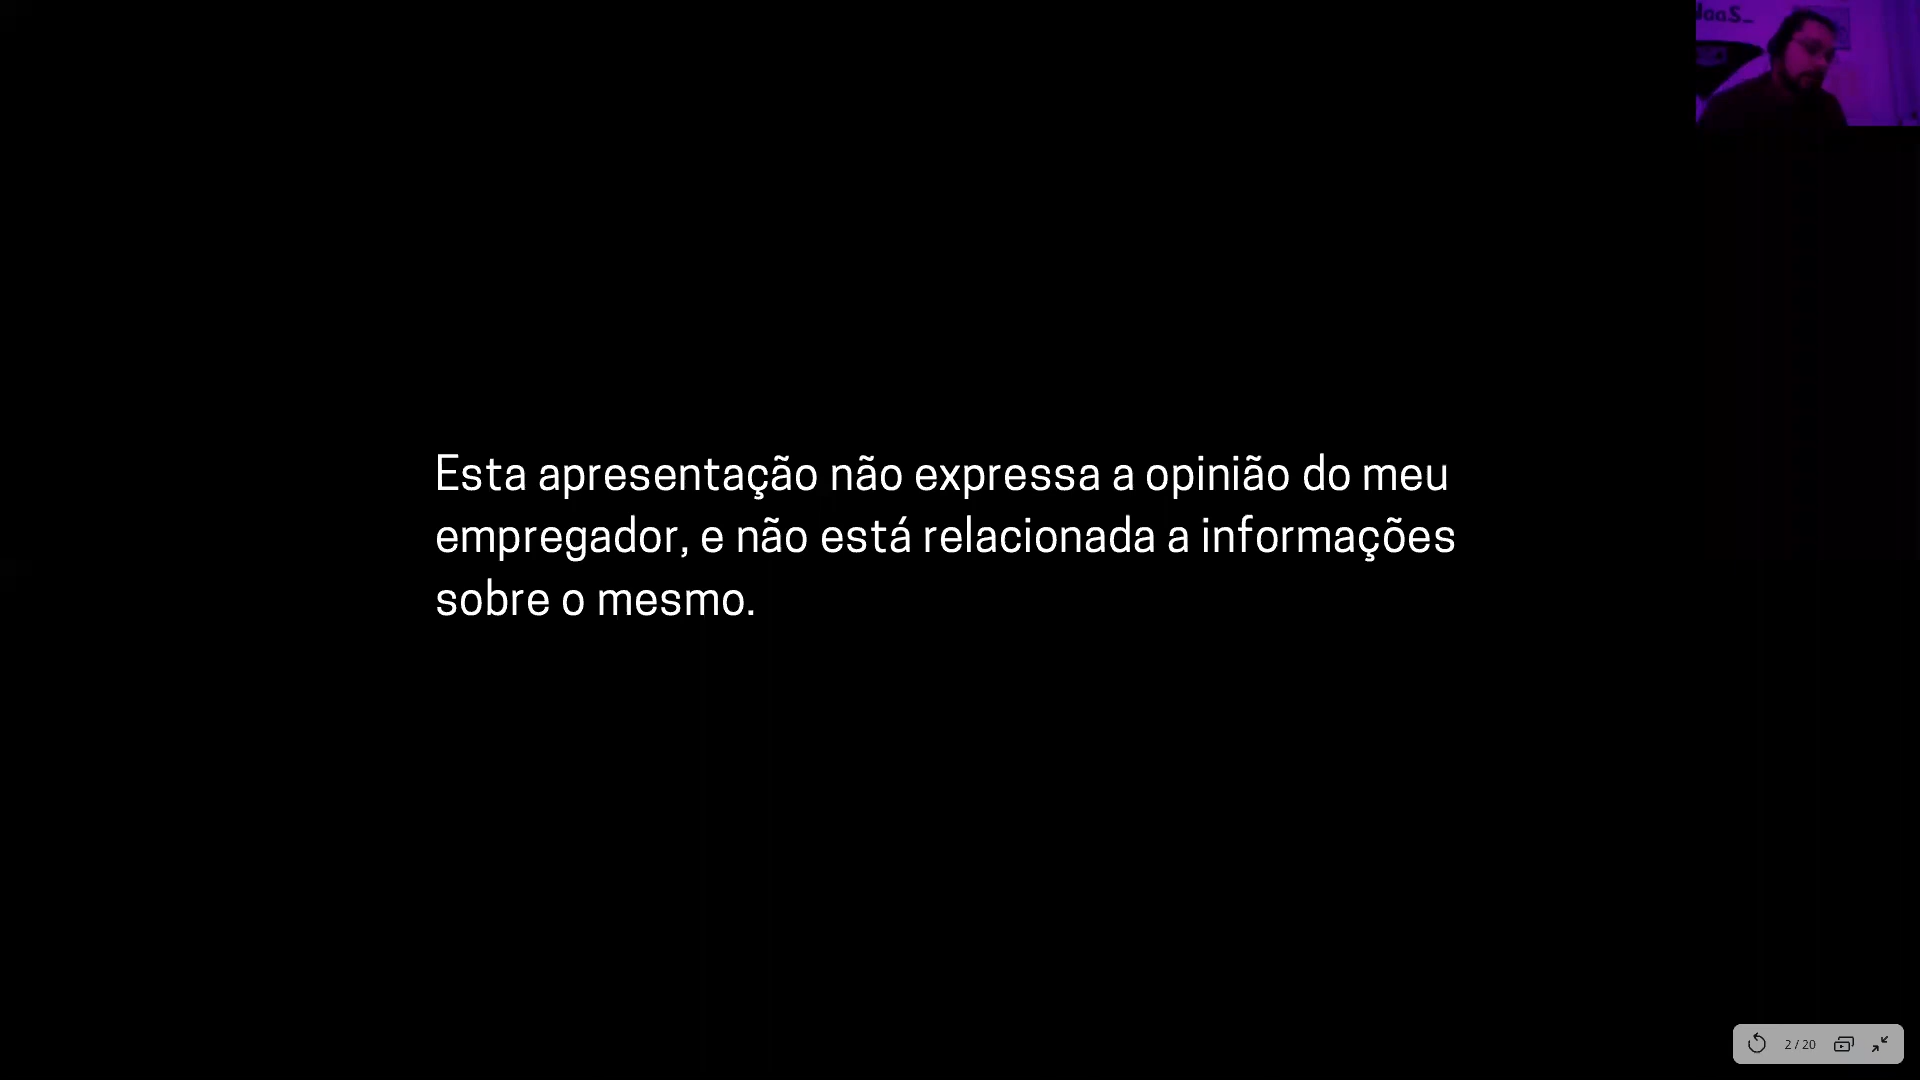 Esta apresentação não expressa a opinião do meu
empregador, e não está relacionada a informações
sobre o mesmo.
2 / 20